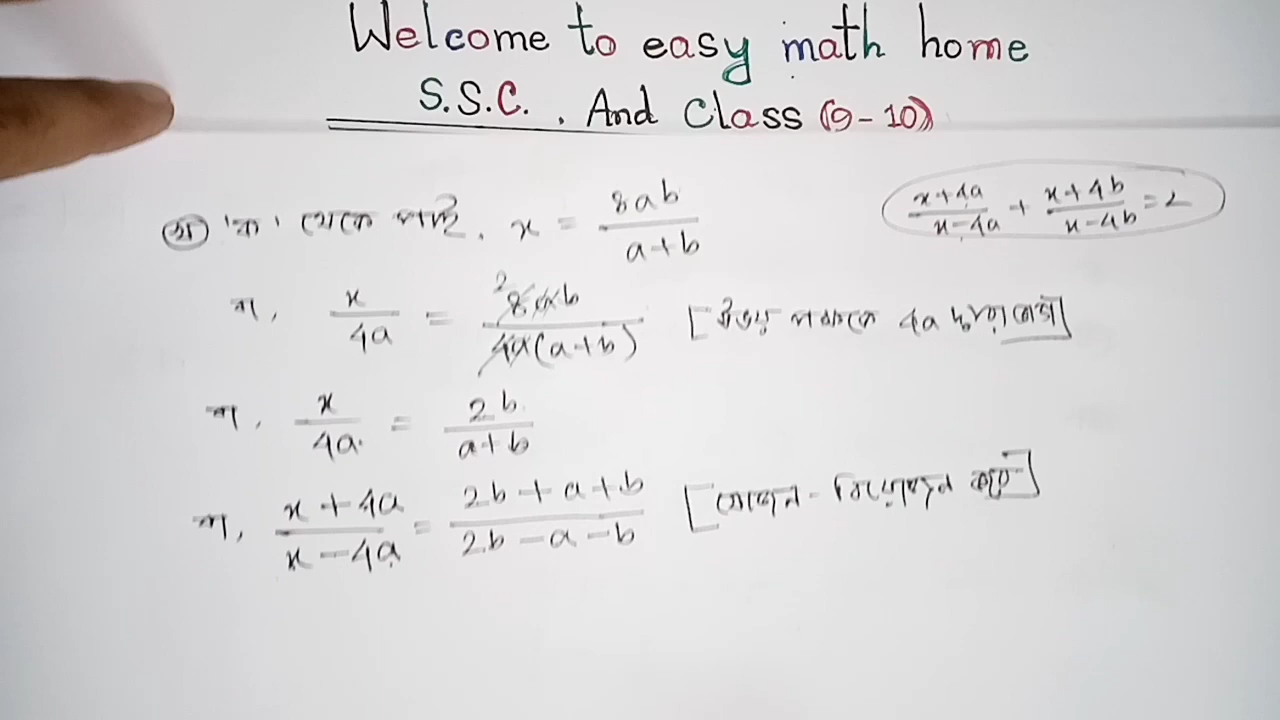 Welcome to easy math home
S.S.C. , And Class (9-10)
(x+4a)/(x-4a) + (x+4b)/(x-4b) = 2
'ক' থেকে পাই, x = 8ab/(a+b)
বা, x/4a = 8ab/4a(a+b) [উভয় পক্ষকে 4a দ্বারা ভাগ]
বা, x/4a = 2b/(a+b)
বা, (x+4a)/(x-4a) = (2b+a+b)/(2b-a-b) [যোজন - বিয়োজন করে]